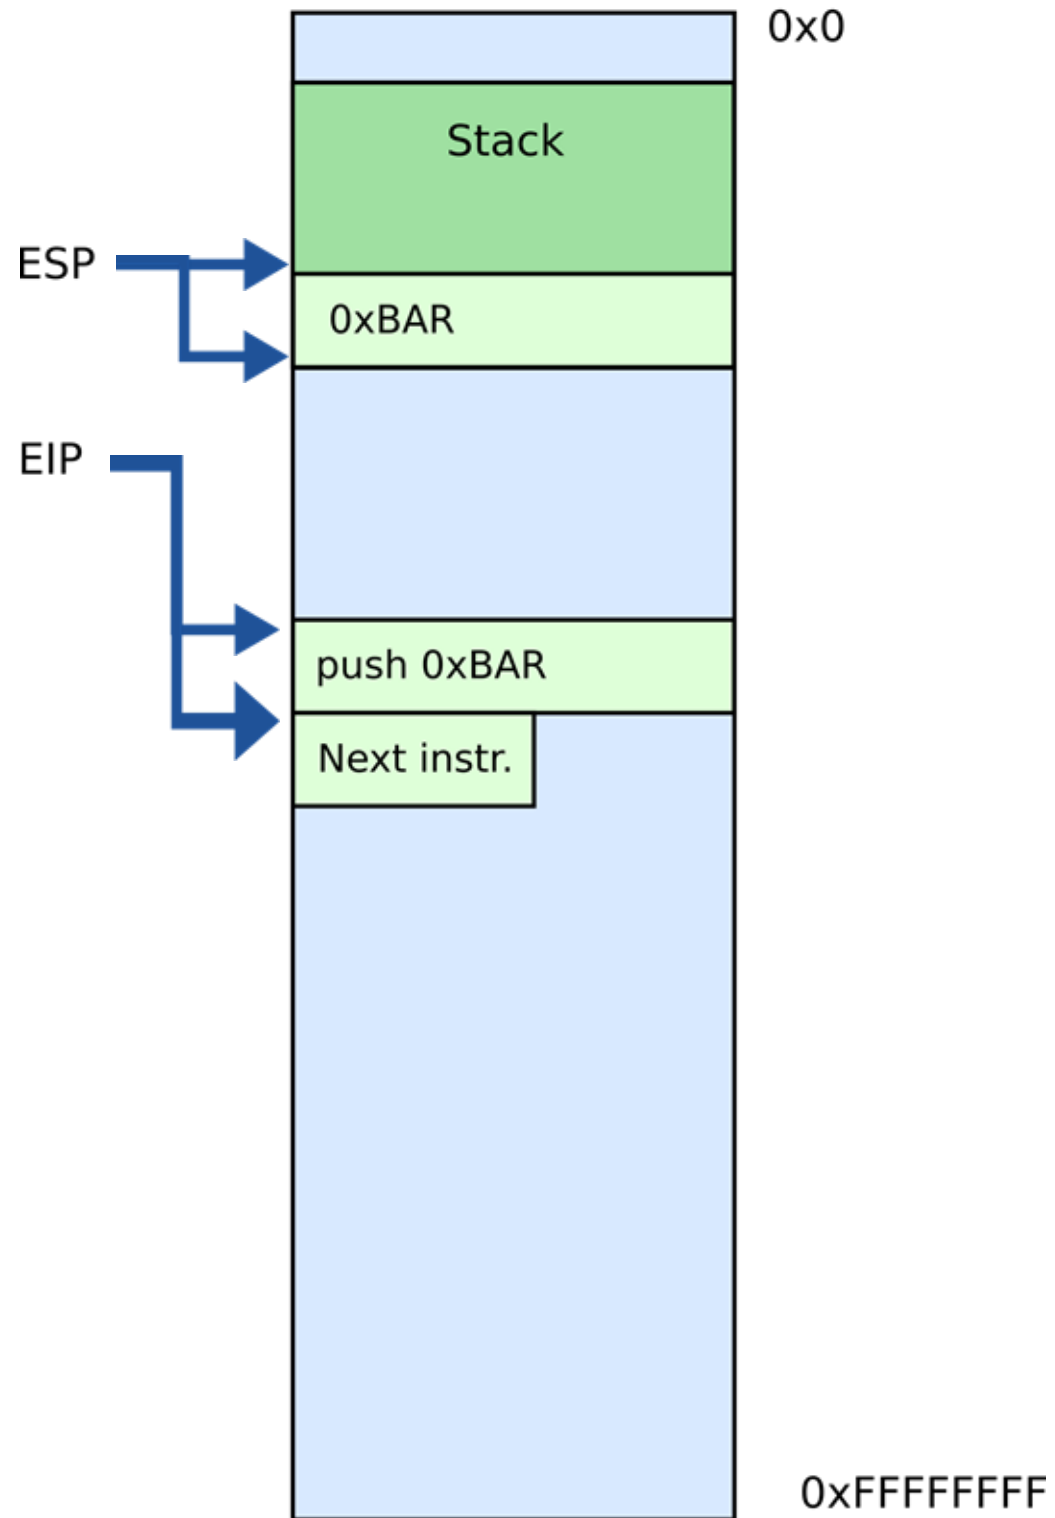 0x0
Stack
ESP
0xBAR
EIP
push 0xBAR
Next instr.
0xFFFFFFFF